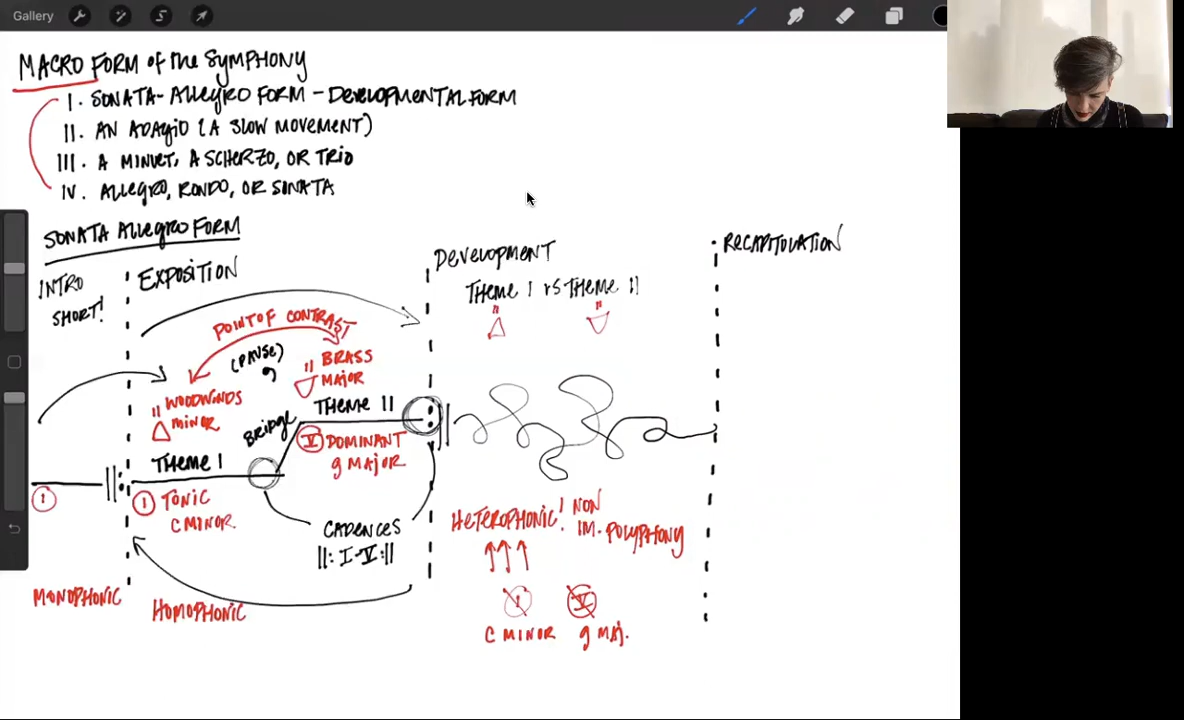 Gallery
MACRO FORM of the SYMPHONY
I. SONATA-ALLEGRO FORM - DEVELOPMENTAL FORM
II. AN ADAGIO (A SLOW MOVEMENT)
III. A MINUET, A SCHERZO, OR TRIO
IV. ALLEGRO, RONDO, OR SONATA
SONATA ALLEGRO FORM
INTRO
SHORT!
I
MONOPHONIC
EXPOSITION
POINT OF CONTRAST
(PAUSE)
WOODWINDS
MINOR
BRASS
MAJOR
THEME I
BRIDGE
THEME II
I TONIC
C MINOR.
V DOMINANT
g MAJOR
CADENCES
||: I-V :||
HOMOPHONIC
DEVELOPMENT
THEME I vs THEME II
HETEROPHONIC! NON
IM. POLYPHONY
I V
C MINOR g MAJ.
RECAPITULATION